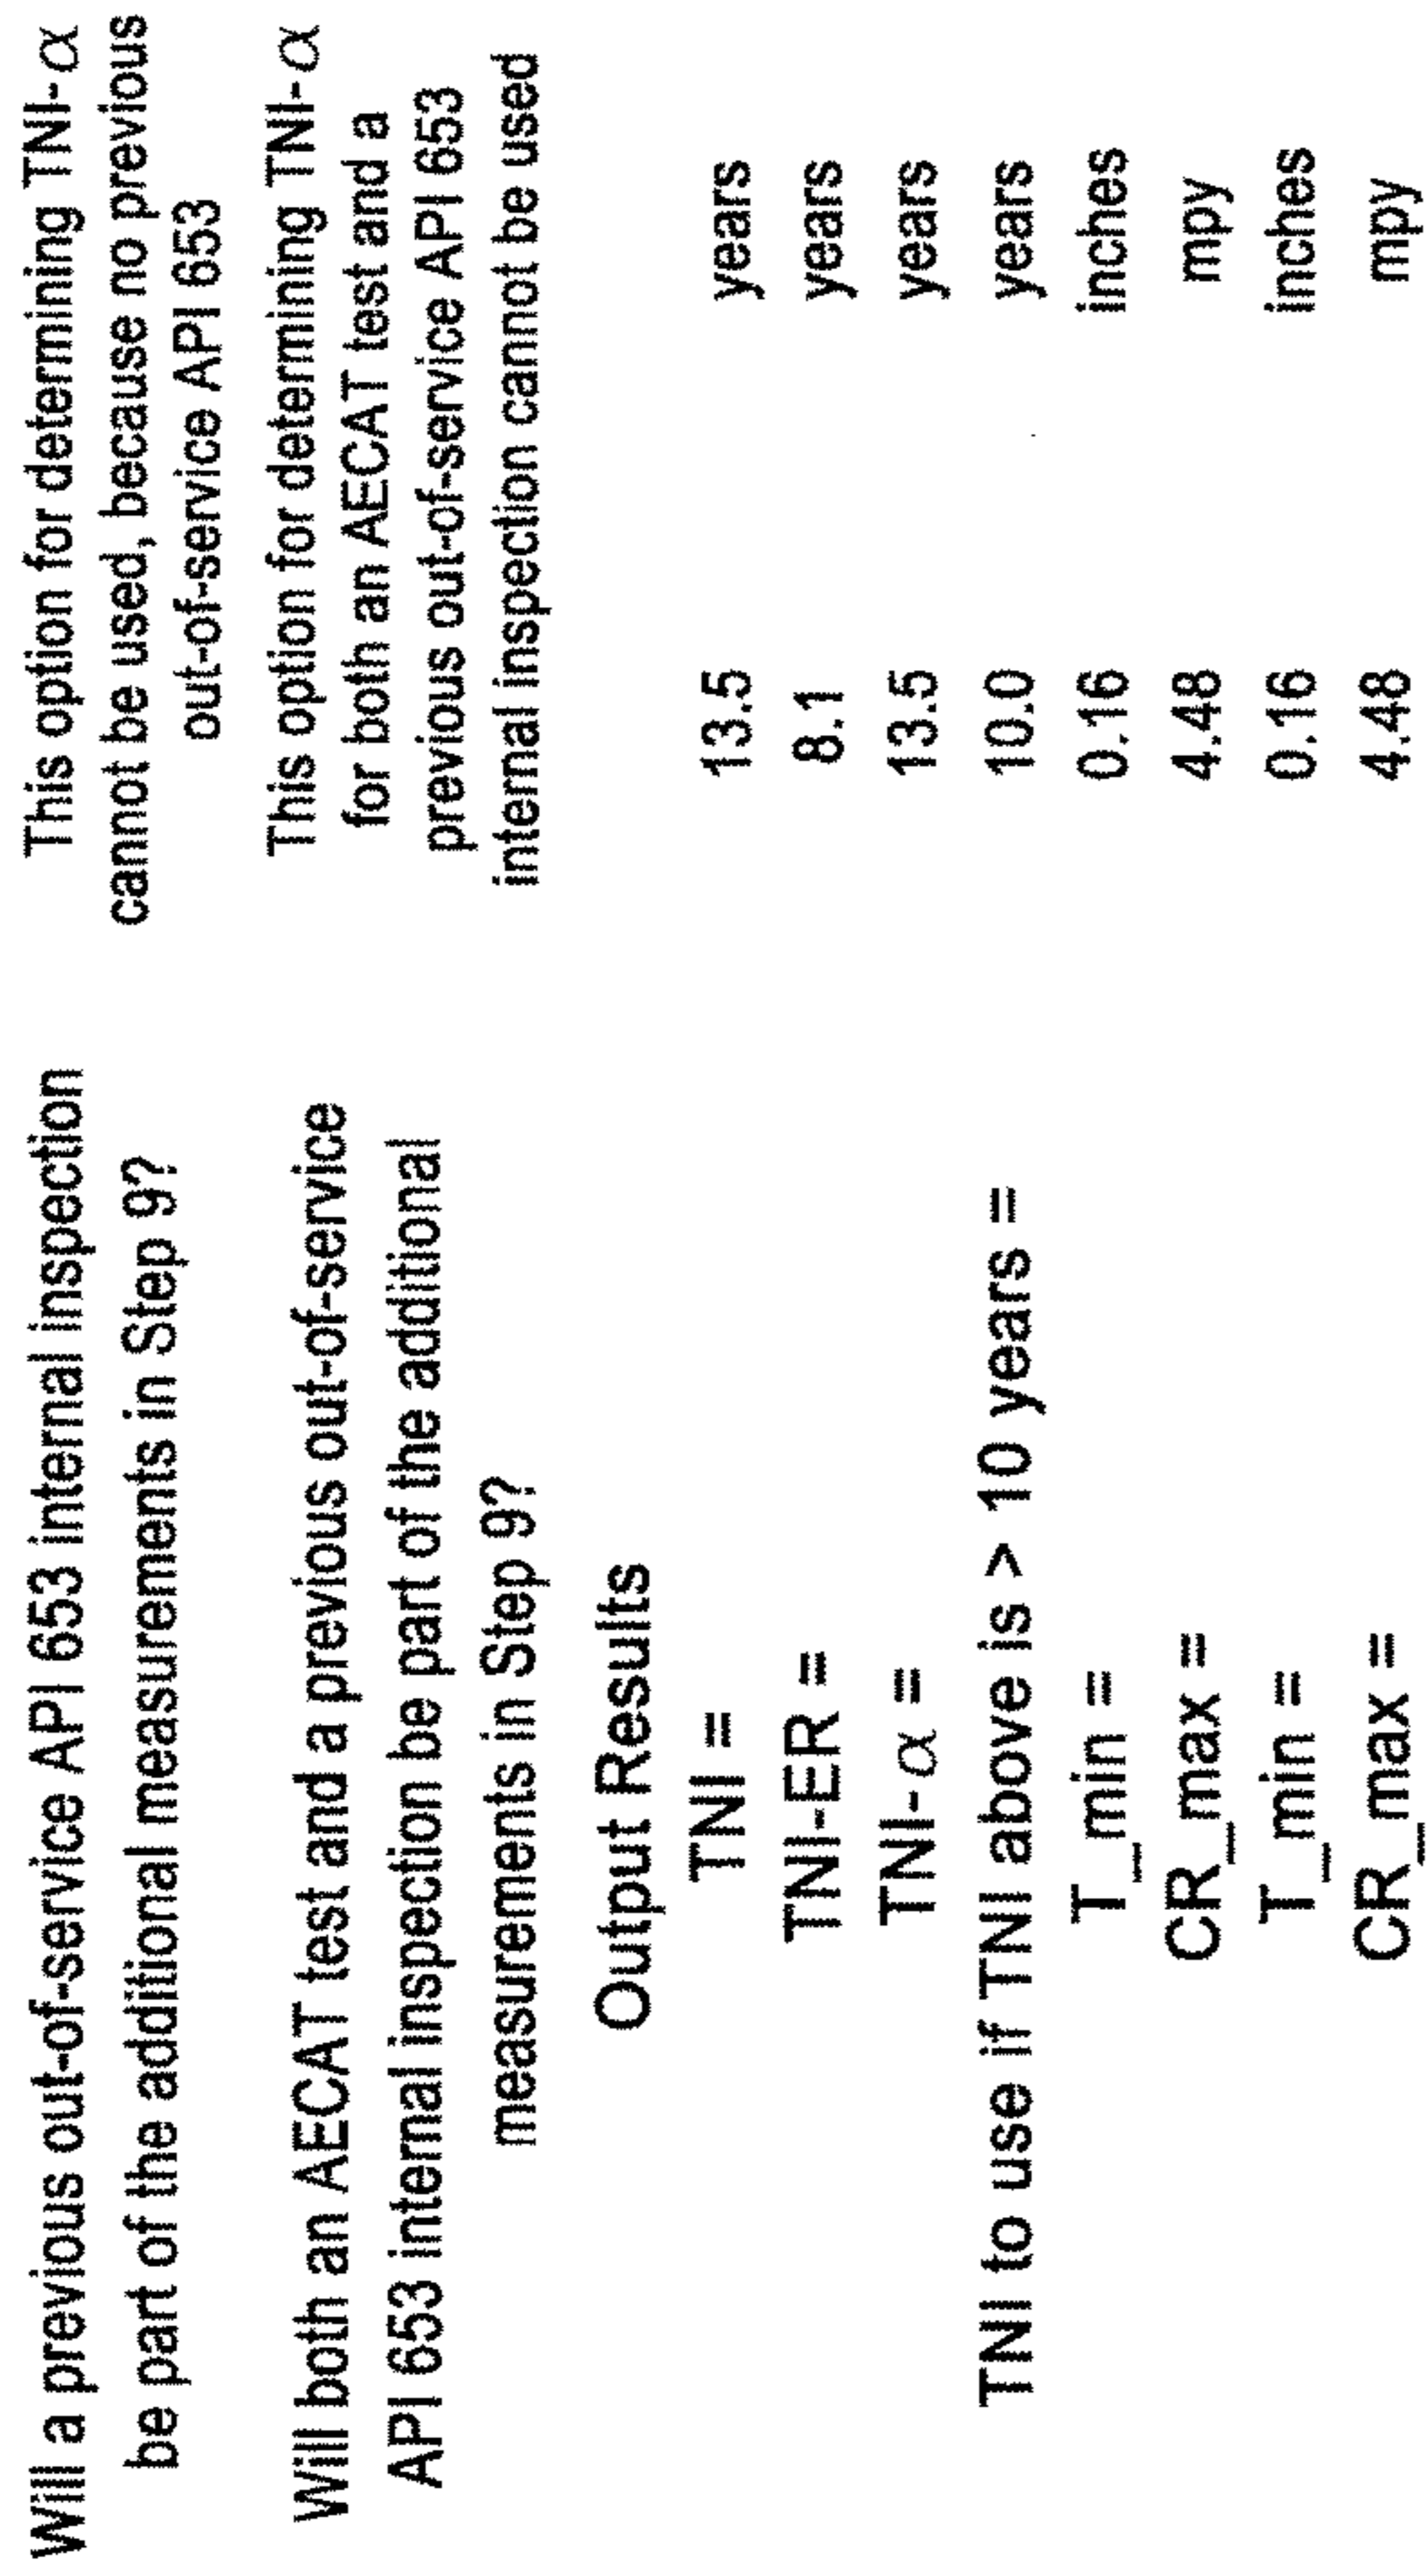 Will a previous out-of-service API 653 internal inspection
be part of the additional measurements in Step 9?
This option for determining TNI-α
cannot be used, because no previous
out-of-service API 653
Will both an AECAT test and a previous out-of-service
API 653 internal inspection be part of the additional
measurements in Step 9?
This option for determining TNI-α
for both an AECAT test and a
previous out-of-service API 653
internal inspection cannot be used
Output Results
TNI = 13.5 years
TNI-ER = 8.1 years
TNI-α = 13.5 years
TNI to use if TNI above is > 10 years = 10.0 years
T_min = 0.16 inches
CR_max = 4.48 mpy
T_min = 0.16 inches
CR_max = 4.48 mpy